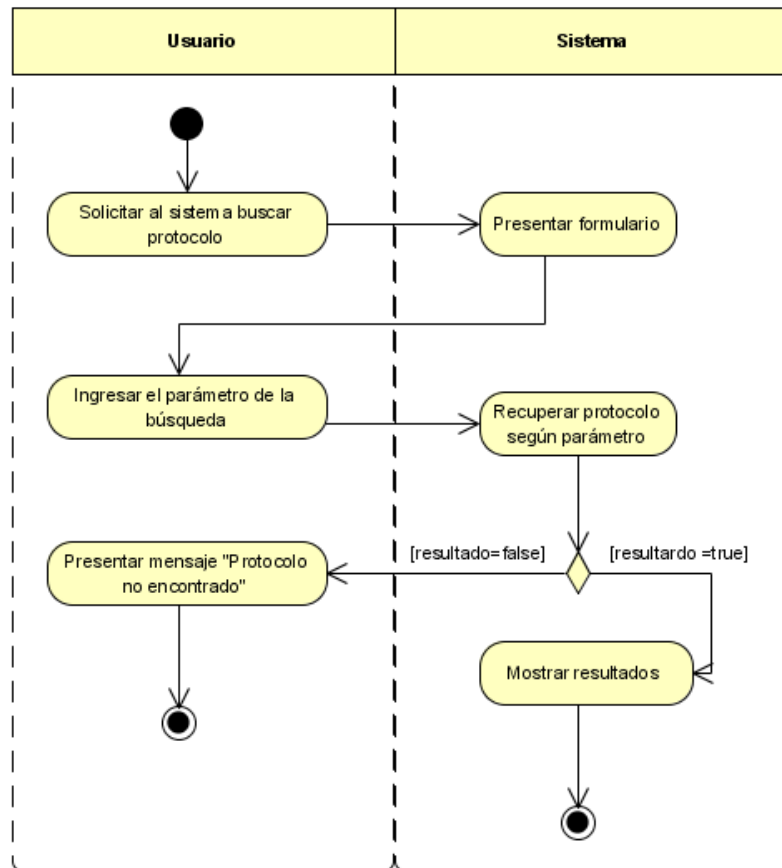 Usuario
Sistema
Solicitar al sistema buscar
protocolo
Presentar formulario
Ingresar el parámetro de la
búsqueda
Recuperar protocolo
según parámetro
[resultado=false]
[resultardo =true]
Presentar mensaje "Protocolo
no encontrado"
Mostrar resultados